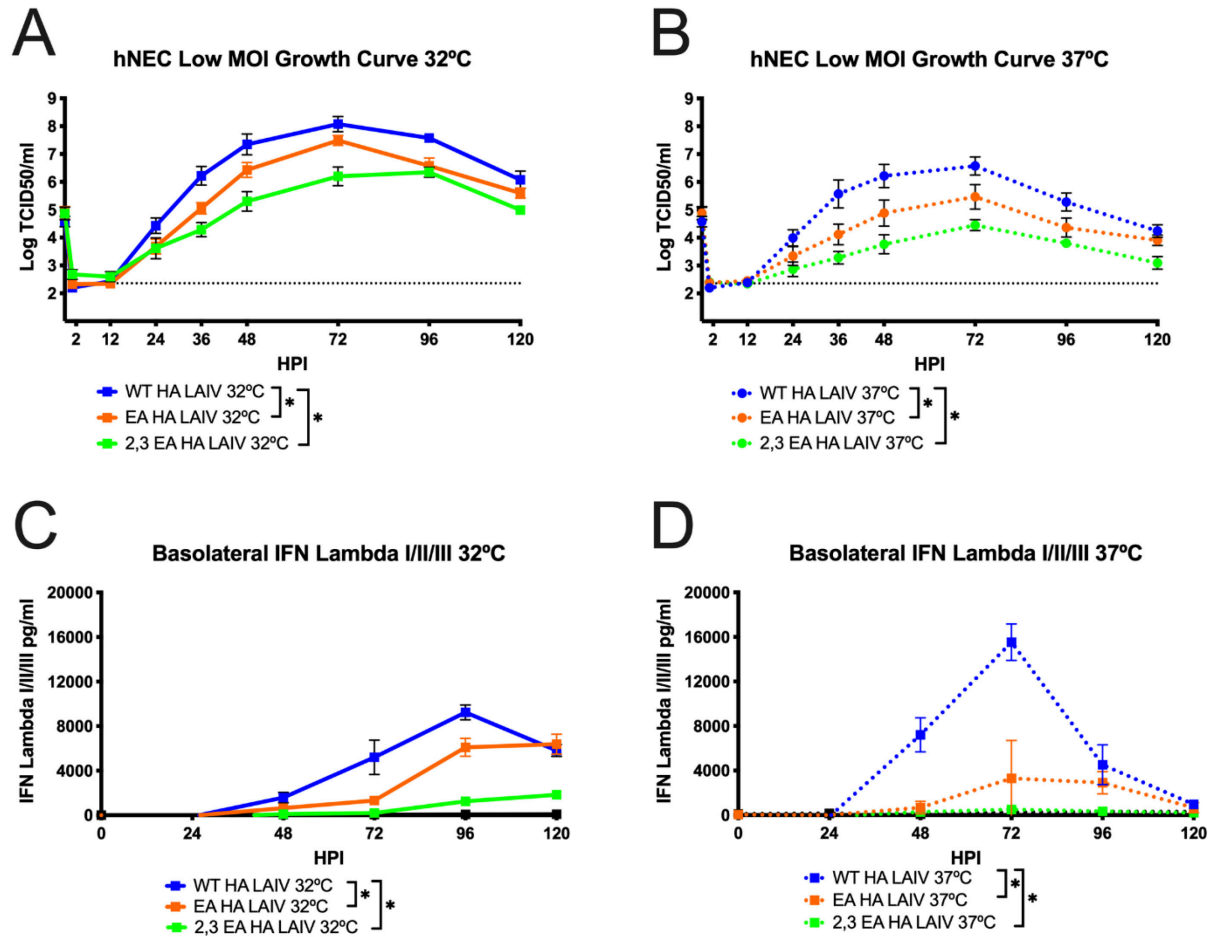 A
hNEC Low MOI Growth Curve 32ºC
Log TCID50/ml
9
8
7
6
5
4
3
2
2 12 24 36 48 72 96 120
HPI
WT HA LAIV 32ºC
EA HA LAIV 32ºC
2,3 EA HA LAIV 32ºC
*
*
B
hNEC Low MOI Growth Curve 37ºC
Log TCID50/ml
9
8
7
6
5
4
3
2
2 12 24 36 48 72 96 120
HPI
WT HA LAIV 37ºC
EA HA LAIV 37ºC
2,3 EA HA LAIV 37ºC
*
*
C
Basolateral IFN Lambda I/II/III 32ºC
IFN Lambda I/II/III pg/ml
20000
16000
12000
8000
4000
0
0 24 48 72 96 120
HPI
WT HA LAIV 32ºC
EA HA LAIV 32ºC
2,3 EA HA LAIV 32ºC
*
*
D
Basolateral IFN Lambda I/II/III 37ºC
IFN Lambda I/II/III pg/ml
20000
16000
12000
8000
4000
0
0 24 48 72 96 120
HPI
WT HA LAIV 37ºC
EA HA LAIV 37ºC
2,3 EA HA LAIV 37ºC
*
*